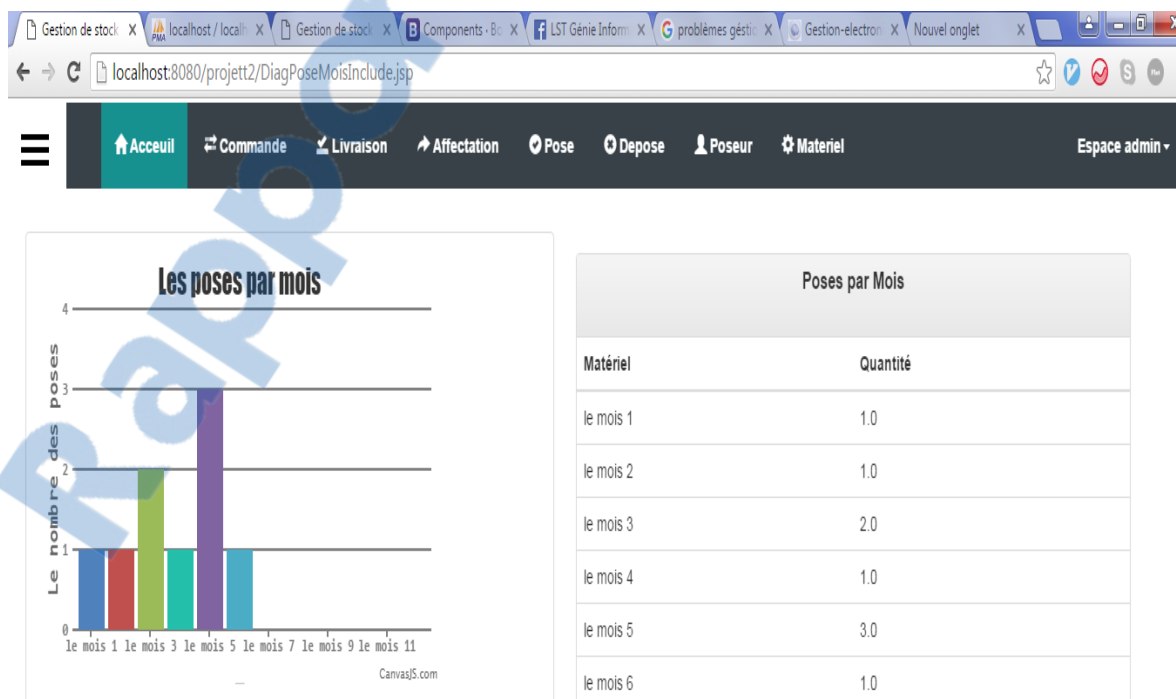 Gestion de stock
localhost / localh
Gestion de stock
Components · Bo
LST Génie Inform
problèmes géstio
Gestion-electron
Nouvel onglet
localhost:8080/projett2/DiagPoseMoisInclude.jsp
Acceuil Commande Livraison Affectation Pose Depose Poseur Materiel Espace admin
Les poses par mois
Le nombre des poses
4
3
2
1
0
le mois 1 le mois 3 le mois 5 le mois 7 le mois 9 le mois 11
CanvasJS.com
Poses par Mois
Matériel Quantité
le mois 1 1.0
le mois 2 1.0
le mois 3 2.0
le mois 4 1.0
le mois 5 3.0
le mois 6 1.0
Rappo